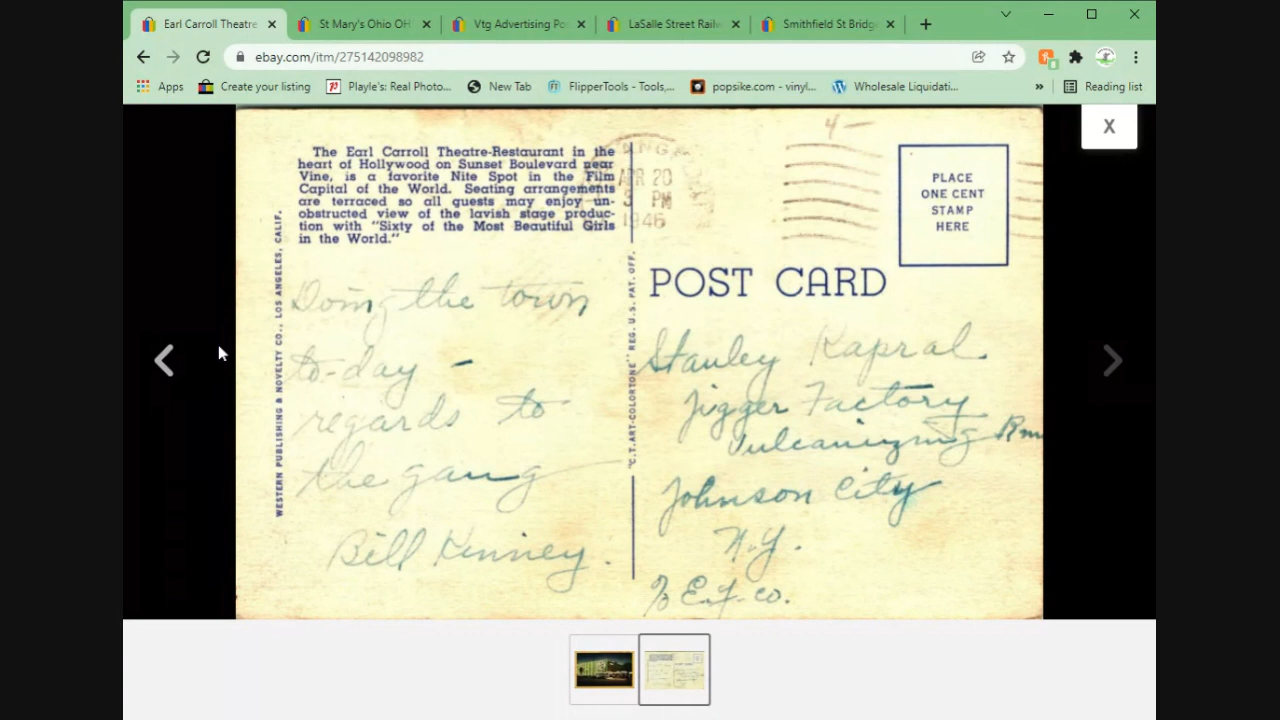 Earl Carroll Theatre
St Mary's Ohio OH
Vtg Advertising Po
LaSalle Street Railw
Smithfield St Bridge
ebay.com/itm/275142098982
Apps
Create your listing
Playle's: Real Photo...
New Tab
FlipperTools - Tools,...
popsike.com - vinyl...
Wholesale Liquidati...
»
Reading list
X
The Earl Carroll Theatre-Restaurant in the
heart of Hollywood on Sunset Boulevard near
Vine, is a favorite Nite Spot in the Film
Capital of the World. Seating arrangements
are terraced so all guests may enjoy un-
obstructed view of the lavish stage produc-
tion with "Sixty of the Most Beautiful Girls
in the World."
WESTERN PUBLISHING & NOVELTY CO., LOS ANGELES, CALIF.
"C.T.ART-COLORTONE" REG. U.S. PAT. OFF.
APR 20
3 PM
1946
4-
PLACE
ONE CENT
STAMP
HERE
POST CARD
Doing the town
to-day -
regards to
the gang
Bill Kinney.
Stanley Kapral.
Jigger Factory
Vulcanizing Rm
Johnson City
N.Y.
% E.J. co.